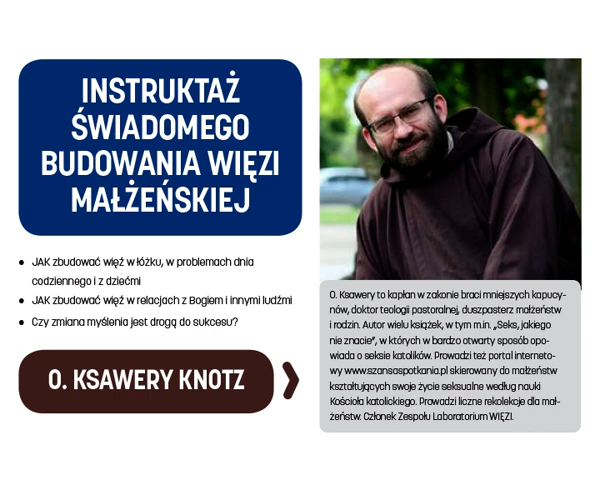 INSTRUKTAŻ
ŚWIADOMEGO
BUDOWANIA WIĘZI
MAŁŻEŃSKIEJ
● JAK zbudować więź w łóżku, w problemach dnia
codziennego i z dziećmi
● JAK zbudować więź w relacjach z Bogiem i innymi ludźmi
● Czy zmiana myślenia jest drogą do sukcesu?
O. KSAWERY KNOTZ
O. Ksawery to kapłan w zakonie braci mniejszych kapucy-
nów, doktor teologii pastoralnej, duszpasterz małżeństw
i rodzin. Autor wielu książek, w tym m.in. „Seks, jakiego
nie znacie”, w których w bardzo otwarty sposób opo-
wiada o seksie katolików. Prowadzi też portal interneto-
wy www.szansaspotkania.pl skierowany do małżeństw
kształtujących swoje życie seksualne według nauki
Kościoła katolickiego. Prowadzi liczne rekolekcje dla mał-
żeństw. Członek Zespołu Laboratorium WIĘZI.